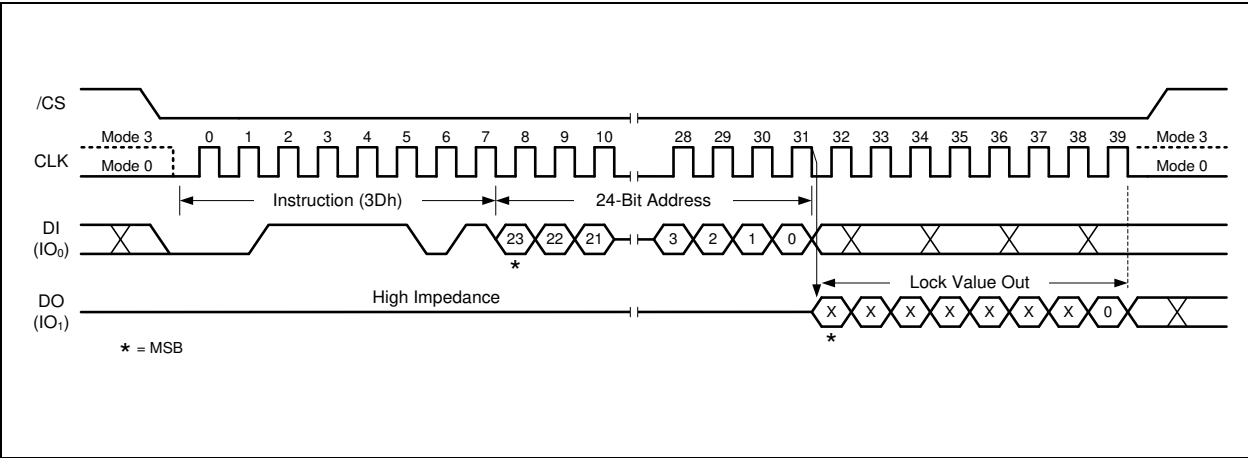 /CS
Mode 3 0 1 2 3 4 5 6 7 8 9 10 28 29 30 31 32 33 34 35 36 37 38 39 Mode 3
CLK Mode 0 Mode 0
Instruction (3Dh) 24-Bit Address
DI
(IO₀) 23 22 21 3 2 1 0
*
Lock Value Out
High Impedance
DO
(IO₁) X X X X X X X 0
*
* = MSB